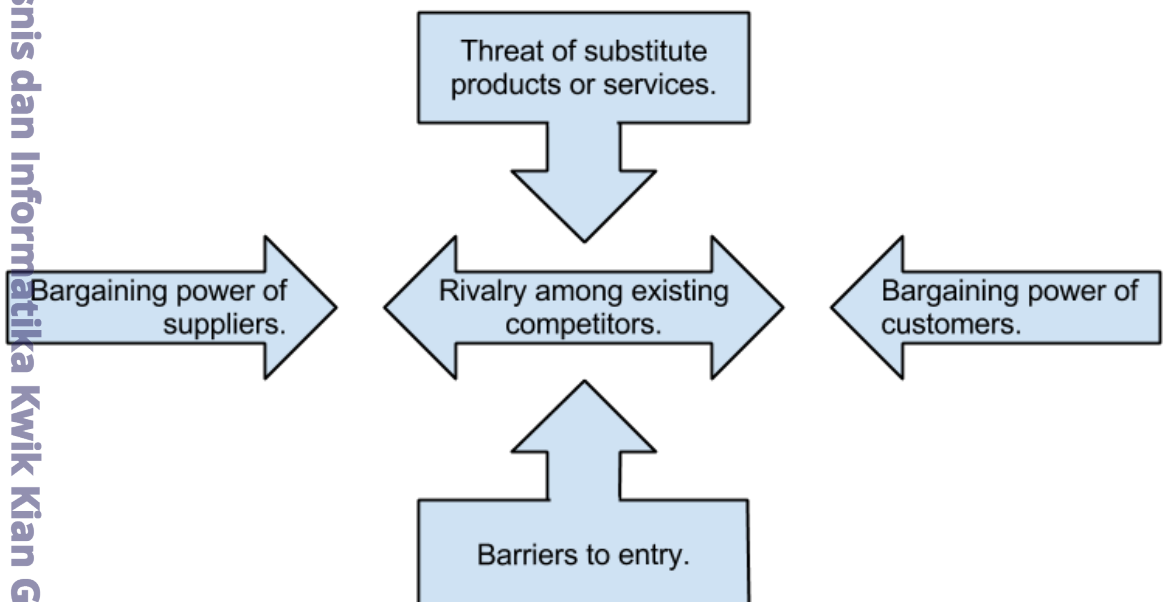 Threat of substitute
products or services.
Bargaining power of
suppliers.
Rivalry among existing
competitors.
Bargaining power of
customers.
Barriers to entry.
dan Informatika Kwik Kian